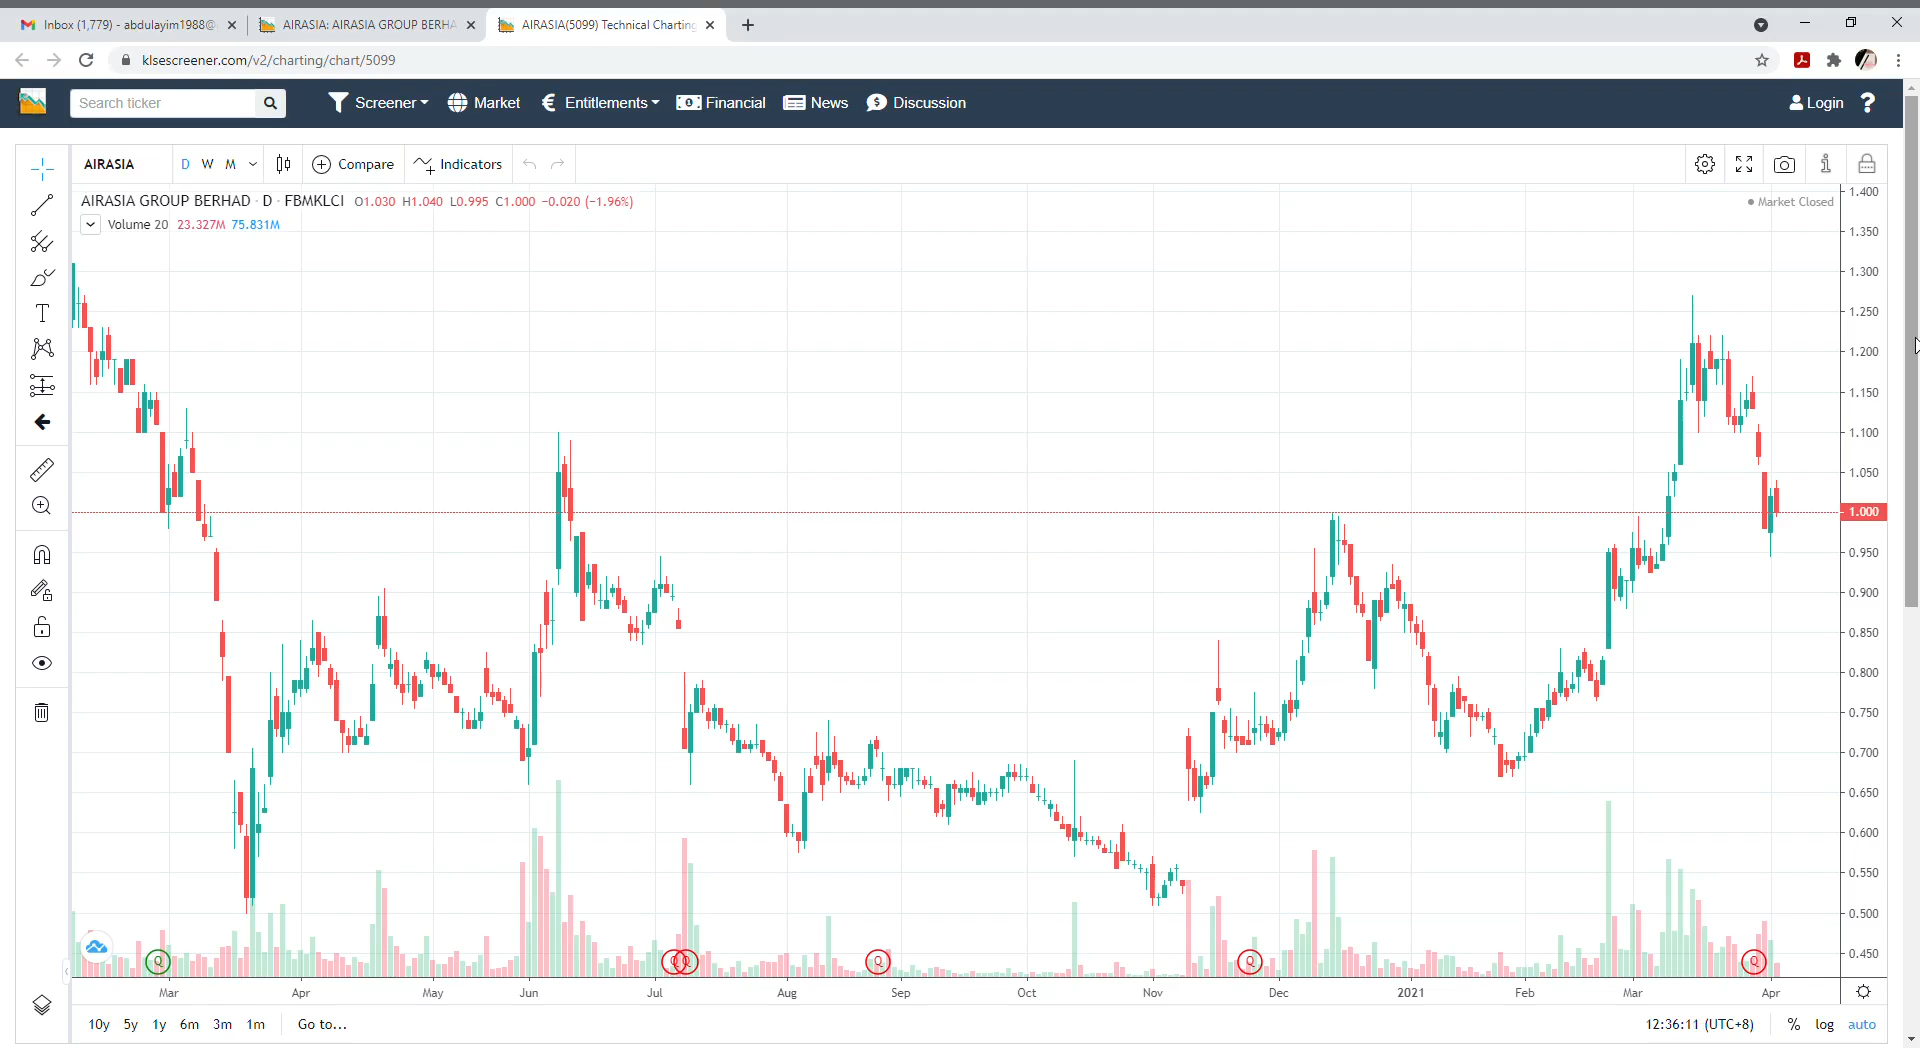 Inbox (1,779) - abdulayim1988@
AIRASIA: AIRASIA GROUP BERHA
AIRASIA(5099) Technical Charting
klsescreener.com/v2/charting/chart/5099
Search ticker
Screener
Market
€ Entitlements
Financial
News
Discussion
Login ?
AIRASIA
D W M
Compare
Indicators
AIRASIA GROUP BERHAD · D · FBMKLCI O1.030 H1.040 L0.995 C1.000 −0.020 (−1.96%)
Market Closed
Volume 20 23.327M 75.831M
1.400
1.350
1.300
1.250
1.200
1.150
1.100
1.050
1.000
0.950
0.900
0.850
0.800
0.750
0.700
0.650
0.600
0.550
0.500
0.450
Q Q Q Q Q Q
Mar Apr May Jun Jul Aug Sep Oct Nov Dec 2021 Feb Mar Apr
10y 5y 1y 6m 3m 1m Go to...
12:36:11 (UTC+8) % log auto